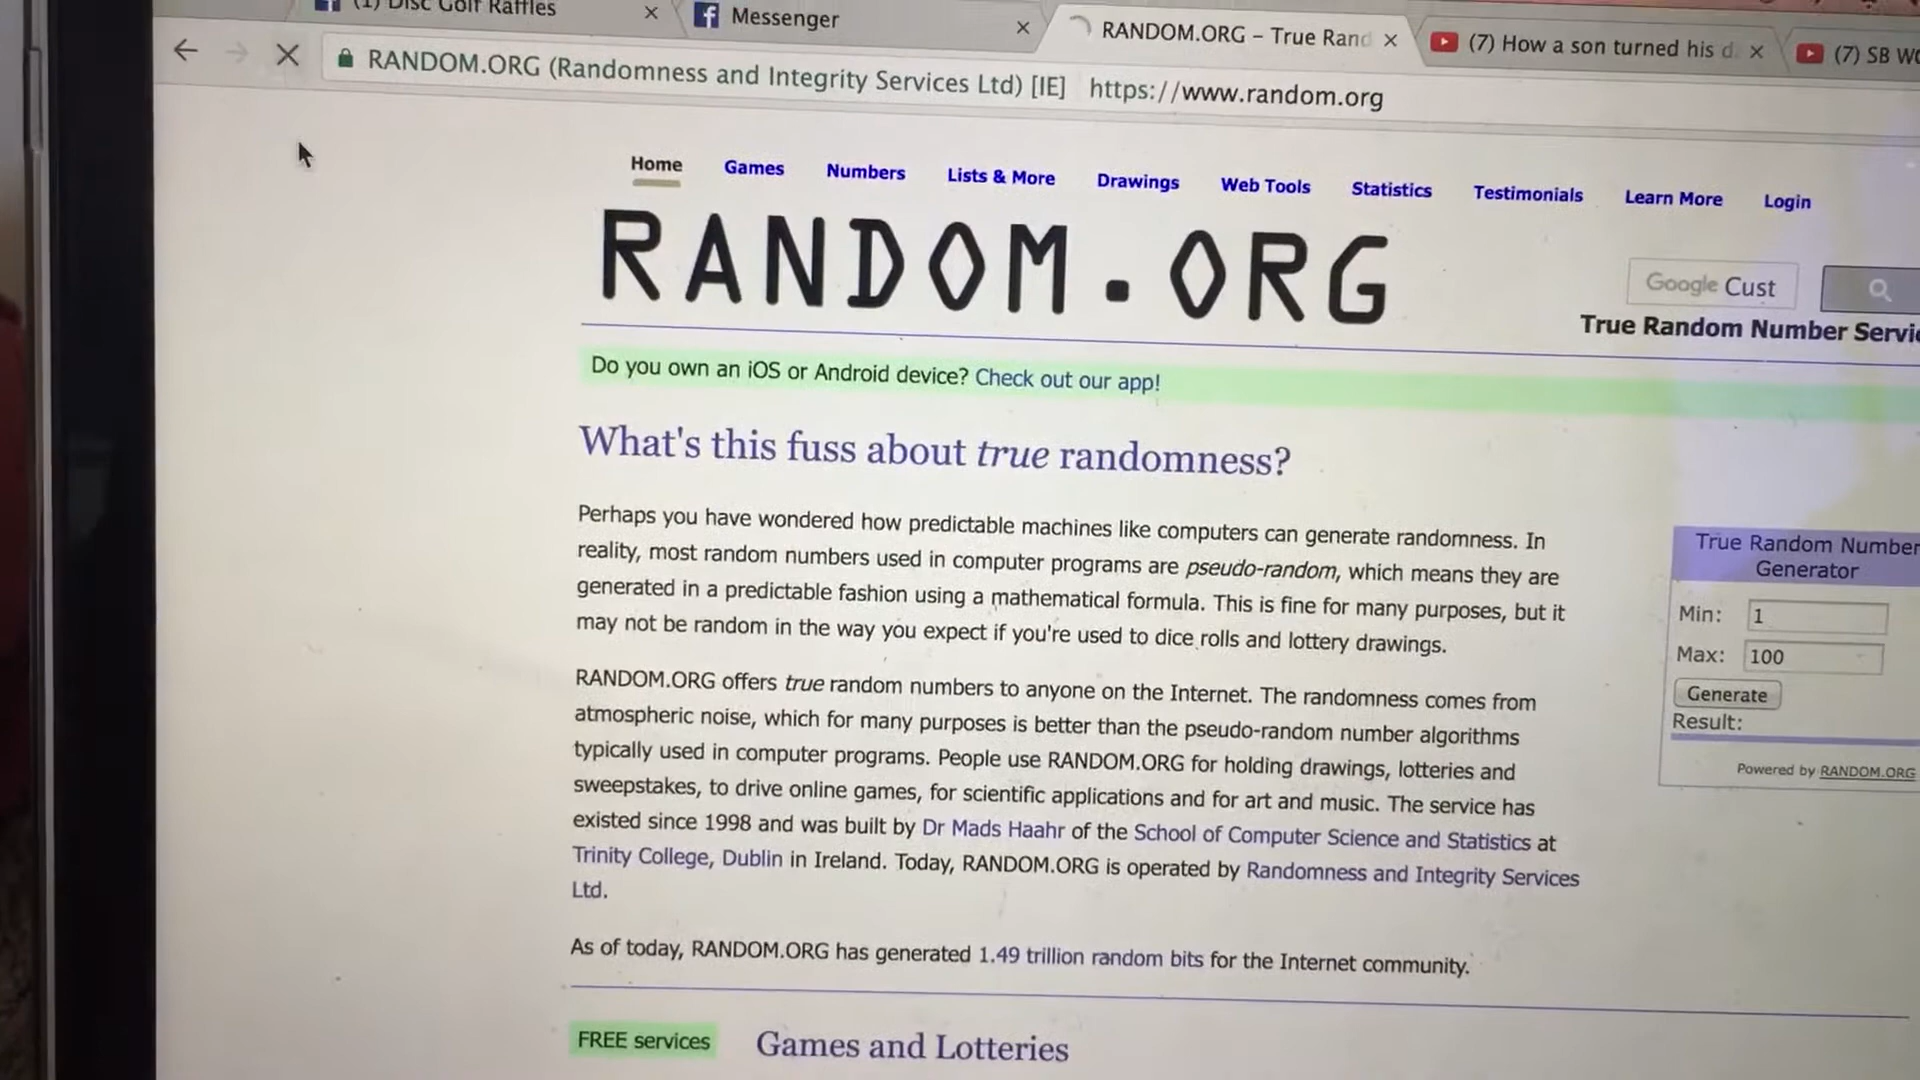 (1) Disc Golf Raffles
Messenger
RANDOM.ORG - True Rand
(7) How a son turned his d
(7) SB WO
RANDOM.ORG (Randomness and Integrity Services Ltd) [IE] https://www.random.org
Home Games Numbers Lists & More Drawings Web Tools Statistics Testimonials Learn More Login
RANDOM.ORG
Google Cust
True Random Number Servic
Do you own an iOS or Android device? Check out our app!
What's this fuss about true randomness?
Perhaps you have wondered how predictable machines like computers can generate randomness. In
reality, most random numbers used in computer programs are pseudo-random, which means they are
generated in a predictable fashion using a mathematical formula. This is fine for many purposes, but it
may not be random in the way you expect if you're used to dice rolls and lottery drawings.
RANDOM.ORG offers true random numbers to anyone on the Internet. The randomness comes from
atmospheric noise, which for many purposes is better than the pseudo-random number algorithms
typically used in computer programs. People use RANDOM.ORG for holding drawings, lotteries and
sweepstakes, to drive online games, for scientific applications and for art and music. The service has
existed since 1998 and was built by Dr Mads Haahr of the School of Computer Science and Statistics at
Trinity College, Dublin in Ireland. Today, RANDOM.ORG is operated by Randomness and Integrity Services
Ltd.
As of today, RANDOM.ORG has generated 1.49 trillion random bits for the Internet community.
True Random Number
Generator
Min: 1
Max: 100
Generate
Result:
Powered by RANDOM.ORG
FREE services
Games and Lotteries